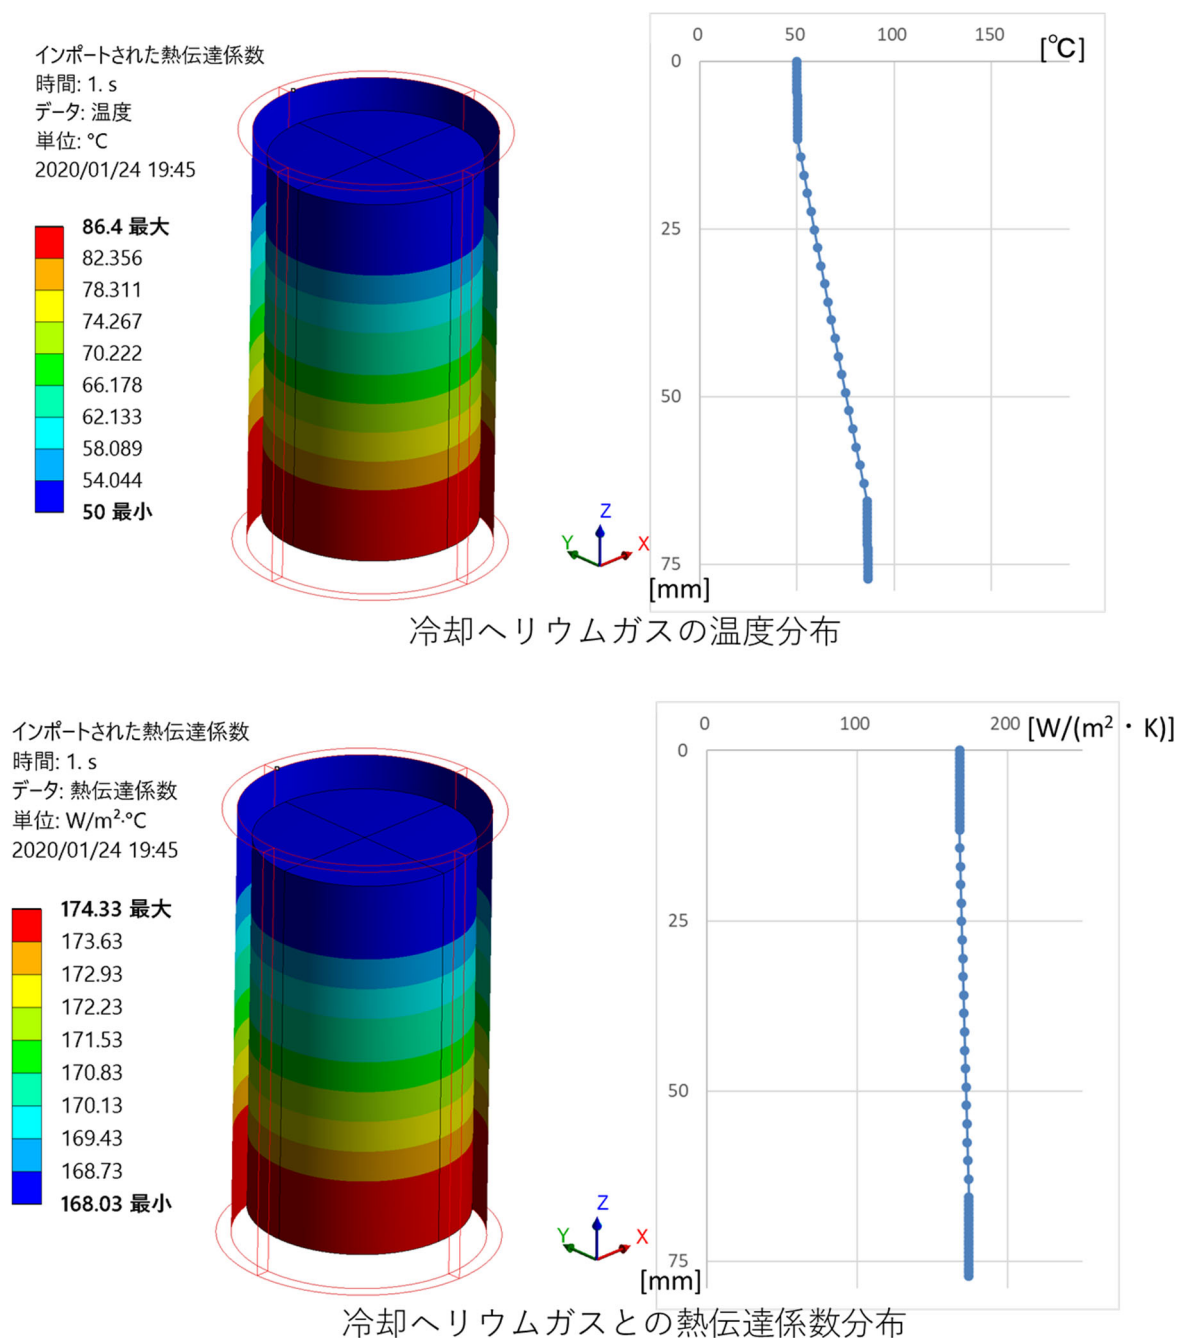 インポートされた熱伝達係数
時間: 1. s
データ: 温度
単位: °C
2020/01/24 19:45
86.4 最大
82.356
78.311
74.267
70.222
66.178
62.133
58.089
54.044
50 最小
Z
Y
X
0
50
100
150
[℃]
0
25
50
75
[mm]
冷却ヘリウムガスの温度分布
インポートされた熱伝達係数
時間: 1. s
データ: 熱伝達係数
単位: W/m²·°C
2020/01/24 19:45
174.33 最大
173.63
172.93
172.23
171.53
170.83
170.13
169.43
168.73
168.03 最小
Z
Y
X
0
100
200
[W/(m²・K)]
0
25
50
75
[mm]
冷却ヘリウムガスとの熱伝達係数分布